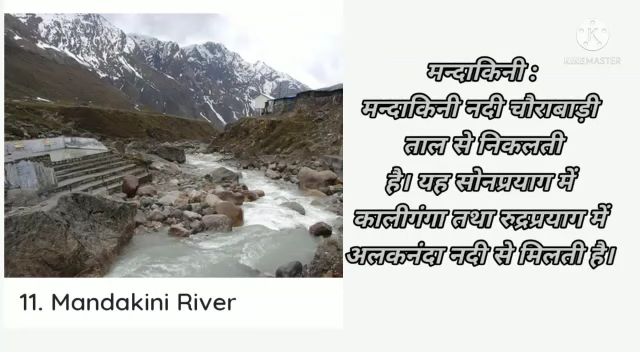 KINEMASTER
मन्दाकिनी :
मन्दाकिनी नदी चौराबाड़ी
ताल से निकलती
है। यह सोनप्रयाग में
कालीगंगा तथा रुद्रप्रयाग में
अलकनंदा नदी से मिलती है।
11. Mandakini River